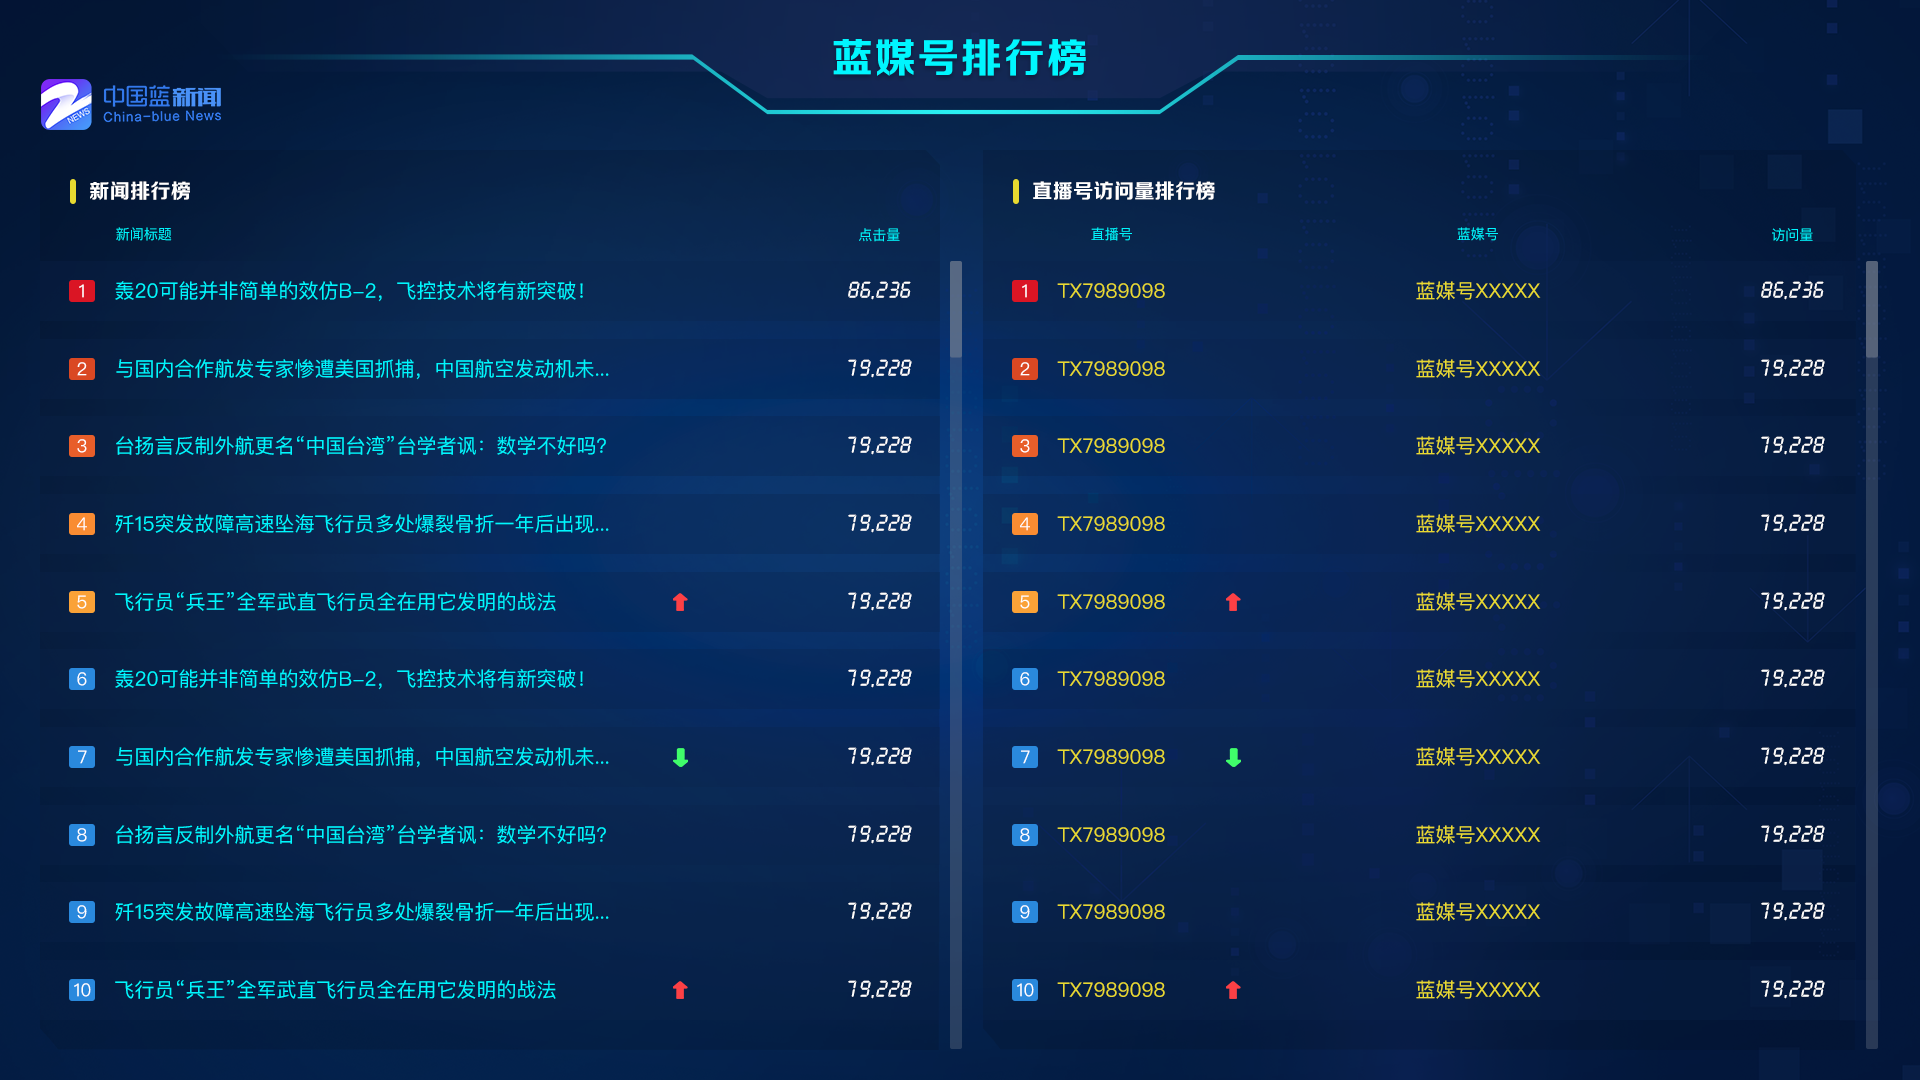 蓝媒号排行榜
中国蓝新闻
China-blue News
NEWS
新闻排行榜
新闻标题 点击量
1 轰20可能并非简单的效仿B-2，飞控技术将有新突破！ 86,236
2 与国内合作航发专家惨遭美国抓捕，中国航空发动机未... 79,228
3 台扬言反制外航更名“中国台湾”台学者讽：数学不好吗? 79,228
4 歼15突发故障高速坠海飞行员多处爆裂骨折一年后出现... 79,228
5 飞行员“兵王”全军武直飞行员全在用它发明的战法 79,228
6 轰20可能并非简单的效仿B-2，飞控技术将有新突破！ 79,228
7 与国内合作航发专家惨遭美国抓捕，中国航空发动机未... 79,228
8 台扬言反制外航更名“中国台湾”台学者讽：数学不好吗? 79,228
9 歼15突发故障高速坠海飞行员多处爆裂骨折一年后出现... 79,228
10 飞行员“兵王”全军武直飞行员全在用它发明的战法 79,228
直播号访问量排行榜
直播号 蓝媒号 访问量
1 TX7989098 蓝媒号XXXXX 86,236
2 TX7989098 蓝媒号XXXXX 79,228
3 TX7989098 蓝媒号XXXXX 79,228
4 TX7989098 蓝媒号XXXXX 79,228
5 TX7989098 蓝媒号XXXXX 79,228
6 TX7989098 蓝媒号XXXXX 79,228
7 TX7989098 蓝媒号XXXXX 79,228
8 TX7989098 蓝媒号XXXXX 79,228
9 TX7989098 蓝媒号XXXXX 79,228
10 TX7989098 蓝媒号XXXXX 79,228